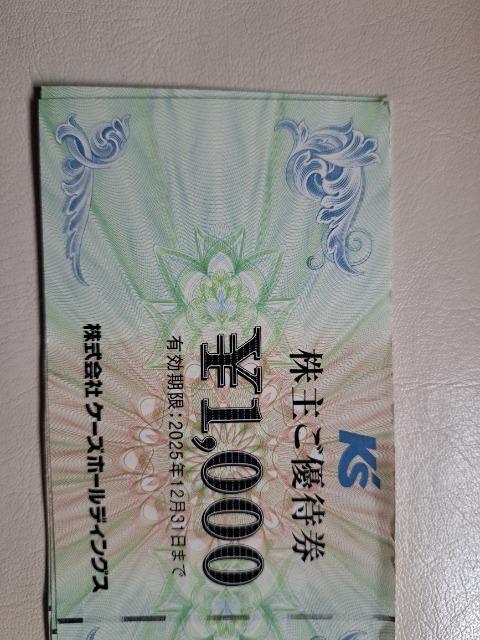 K's
株主ご優待券
¥1,000
有効期限:2025年12月31日まで
株式会社 ケーズホールディングス